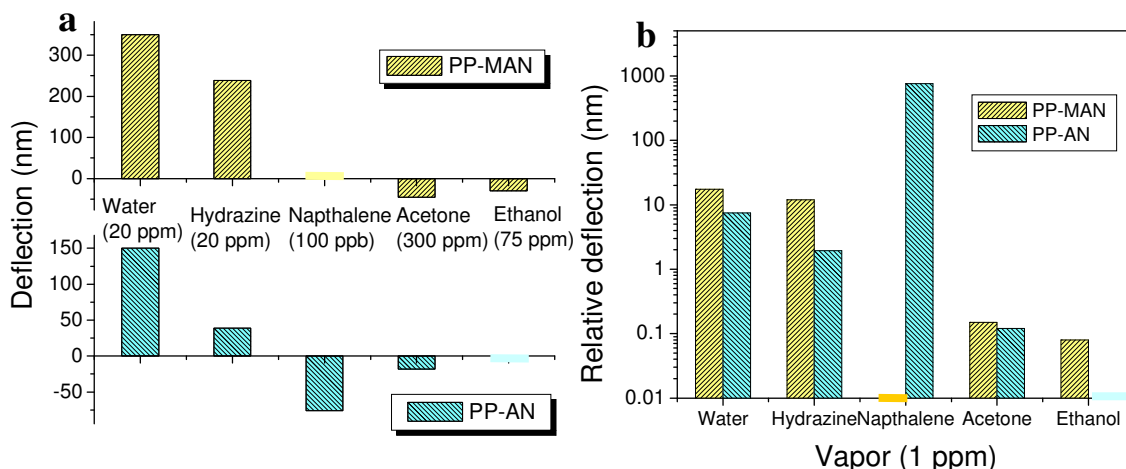 a
Deflection (nm)
300
200
100
0
PP-MAN
Water
(20 ppm)
Hydrazine
(20 ppm)
Napthalene
(100 ppb)
Acetone
(300 ppm)
Ethanol
(75 ppm)
150
100
50
0
-50
PP-AN
b
Relative deflection (nm)
1000
100
10
1
0.1
0.01
PP-MAN
PP-AN
Water
Hydrazine
Napthalene
Acetone
Ethanol
Vapor (1 ppm)